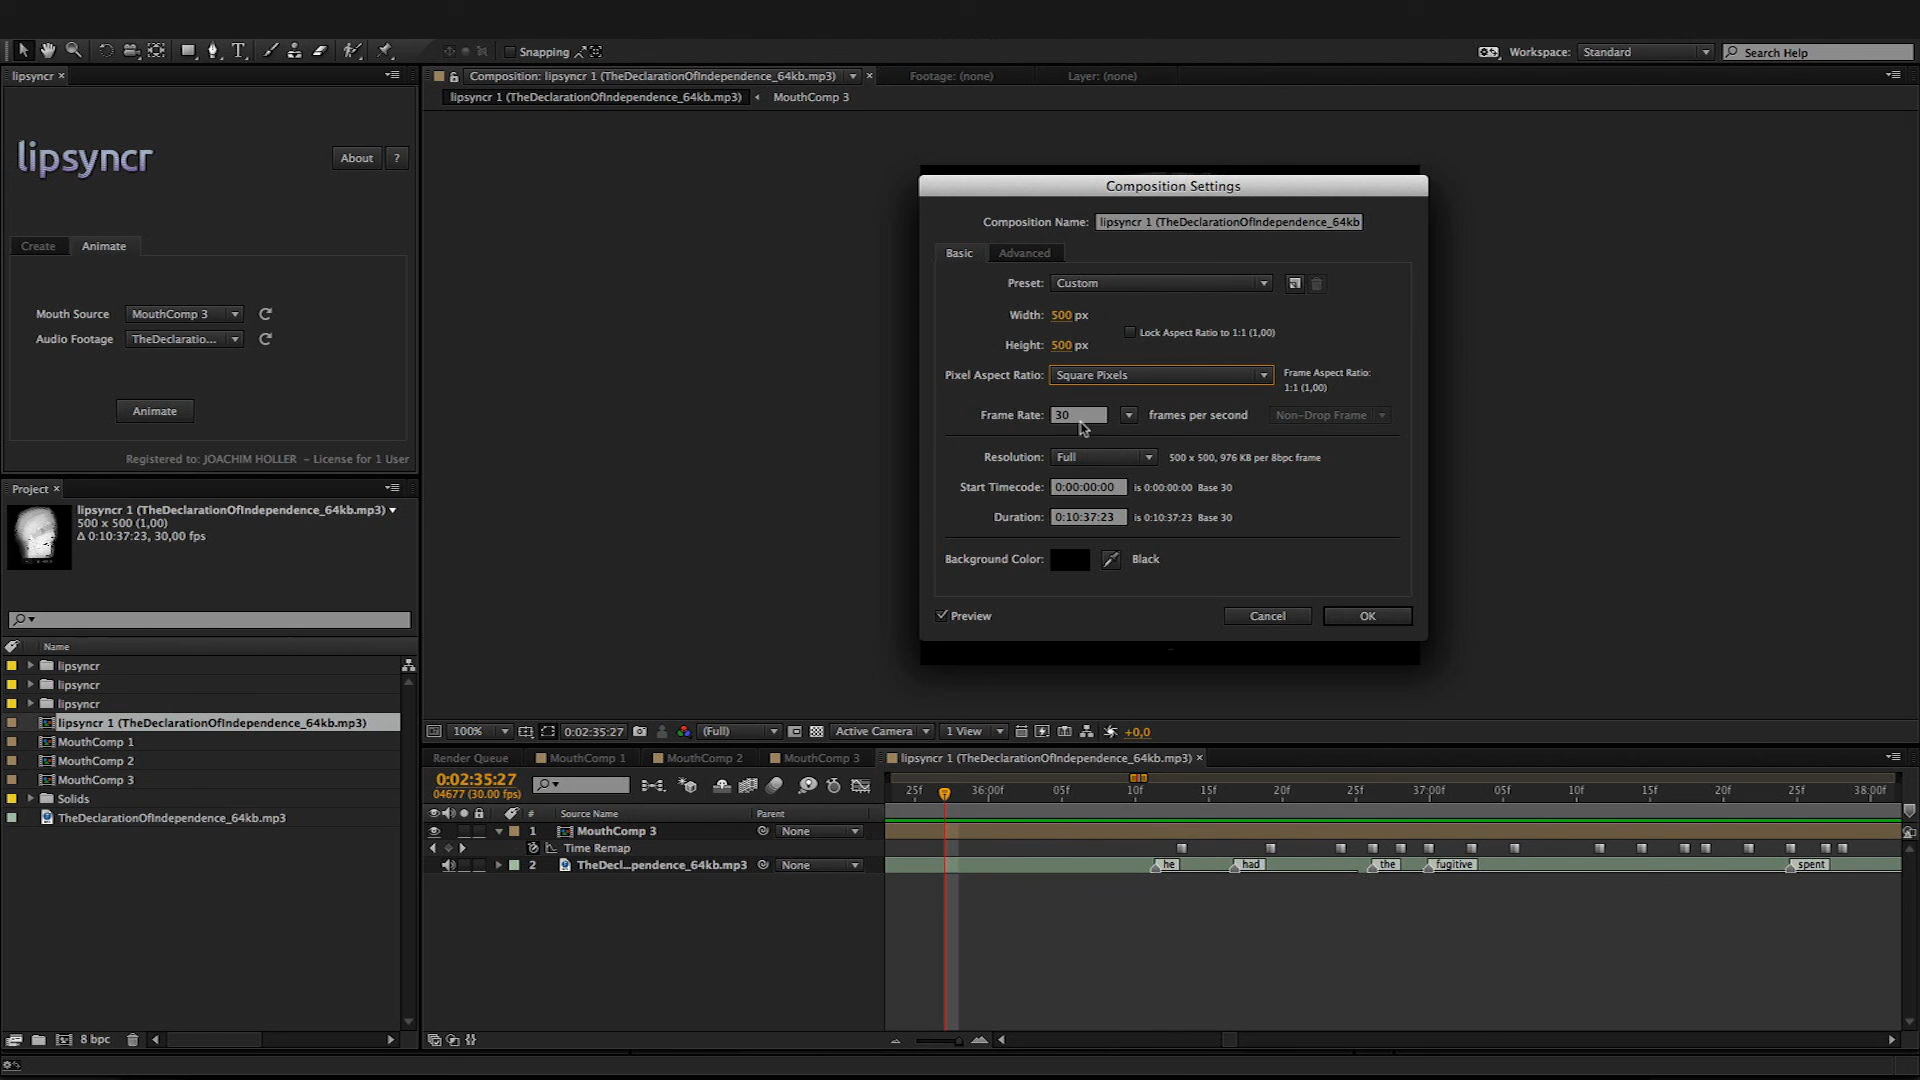 Snapping
Workspace: Standard
Search Help
lipsyncr ×
Composition: lipsyncr 1 (TheDeclarationOfIndependence_64kb.mp3)
Footage: (none)
Layer: (none)
lipsyncr 1 (TheDeclarationOfIndependence_64kb.mp3)
MouthComp 3
lipsyncr
About
?
Create
Animate
Mouth Source
MouthComp 3
Audio Footage
TheDeclaratio...
Animate
Registered to: JOACHIM HOLLER - License for 1 User
Composition Settings
Composition Name: lipsyncr 1 (TheDeclarationOfIndependence_64kb
Basic
Advanced
Preset: Custom
Width: 500 px
Lock Aspect Ratio to 1:1 (1,00)
Height: 500 px
Pixel Aspect Ratio: Square Pixels
Frame Aspect Ratio:
1:1 (1,00)
Frame Rate: 30
frames per second
Non-Drop Frame
Resolution: Full
500 x 500, 976 KB per 8bpc frame
Start Timecode: 0:00:00:00
is 0:00:00:00 Base 30
Duration: 0:10:37:23
is 0:10:37:23 Base 30
Background Color:
Black
Preview
Cancel
OK
Project ×
lipsyncr 1 (TheDeclarationOfIndependence_64kb.mp3)
500 x 500 (1,00)
Δ 0:10:37:23, 30,00 fps
Name
lipsyncr
lipsyncr
lipsyncr
lipsyncr 1 (TheDeclarationOfIndependence_64kb.mp3)
MouthComp 1
MouthComp 2
MouthComp 3
Solids
TheDeclarationOfIndependence_64kb.mp3
8 bpc
100%
0:02:35:27
(Full)
Active Camera
1 View
+0,0
Render Queue
MouthComp 1
MouthComp 2
MouthComp 3
lipsyncr 1 (TheDeclarationOfIndependence_64kb.mp3) ×
0:02:35:27
04677 (30.00 fps)
25f
36:00f
05f
10f
15f
20f
25f
37:00f
05f
10f
15f
20f
25f
38:00f
#
Source Name
Parent
1
MouthComp 3
None
Time Remap
2
TheDecl...pendence_64kb.mp3
None
he
had
the
fugitive
spent